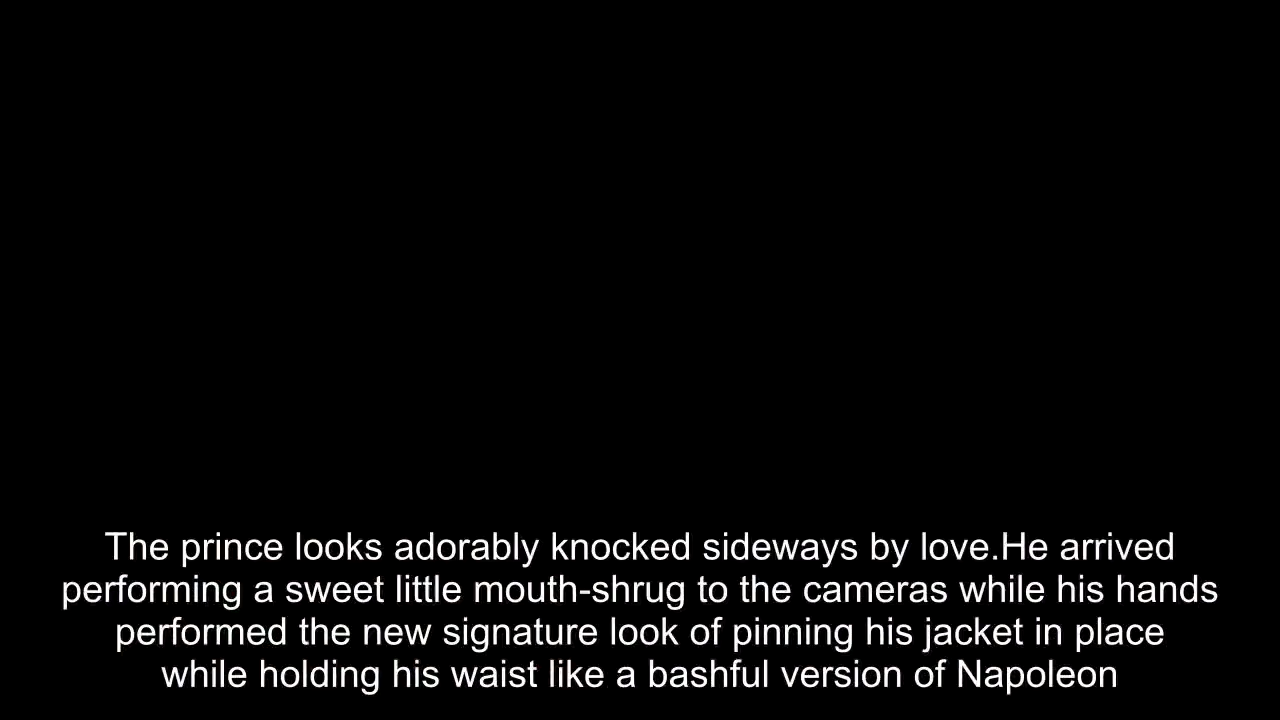 The prince looks adorably knocked sideways by love.He arrived
performing a sweet little mouth-shrug to the cameras while his hands
performed the new signature look of pinning his jacket in place
while holding his waist like a bashful version of Napoleon